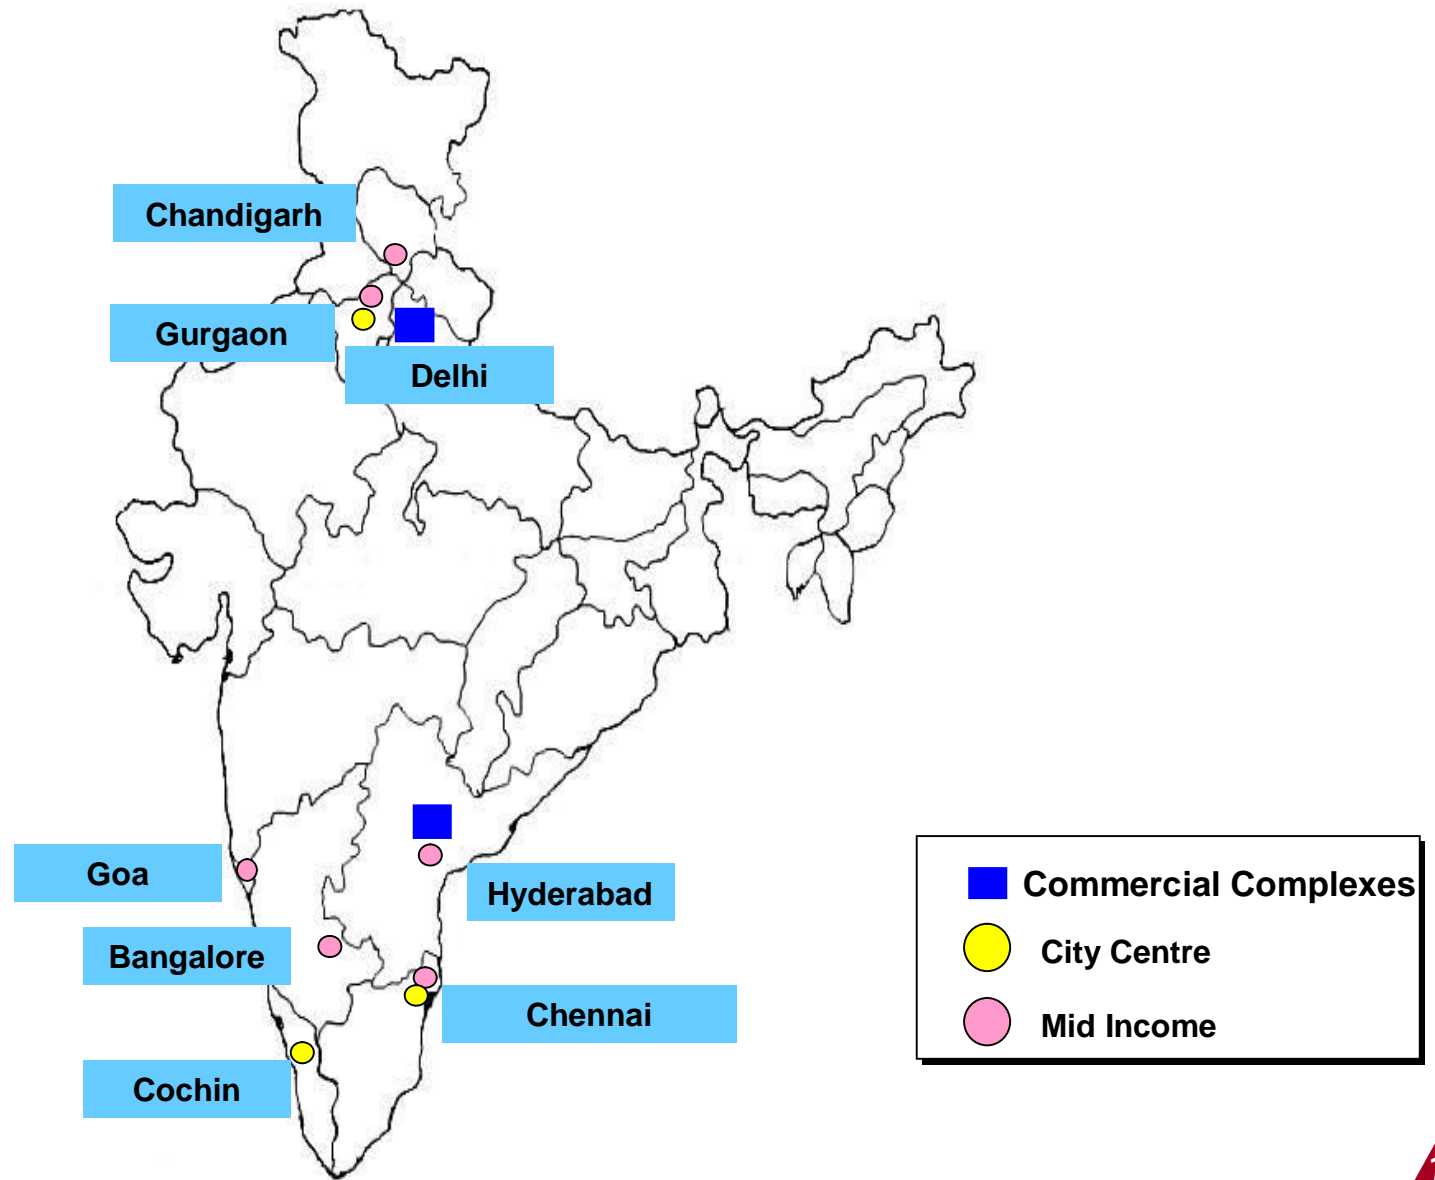 Chandigarh
Gurgaon
Delhi
Goa
Hyderabad
Bangalore
Chennai
Cochin
Commercial Complexes
City Centre
Mid Income